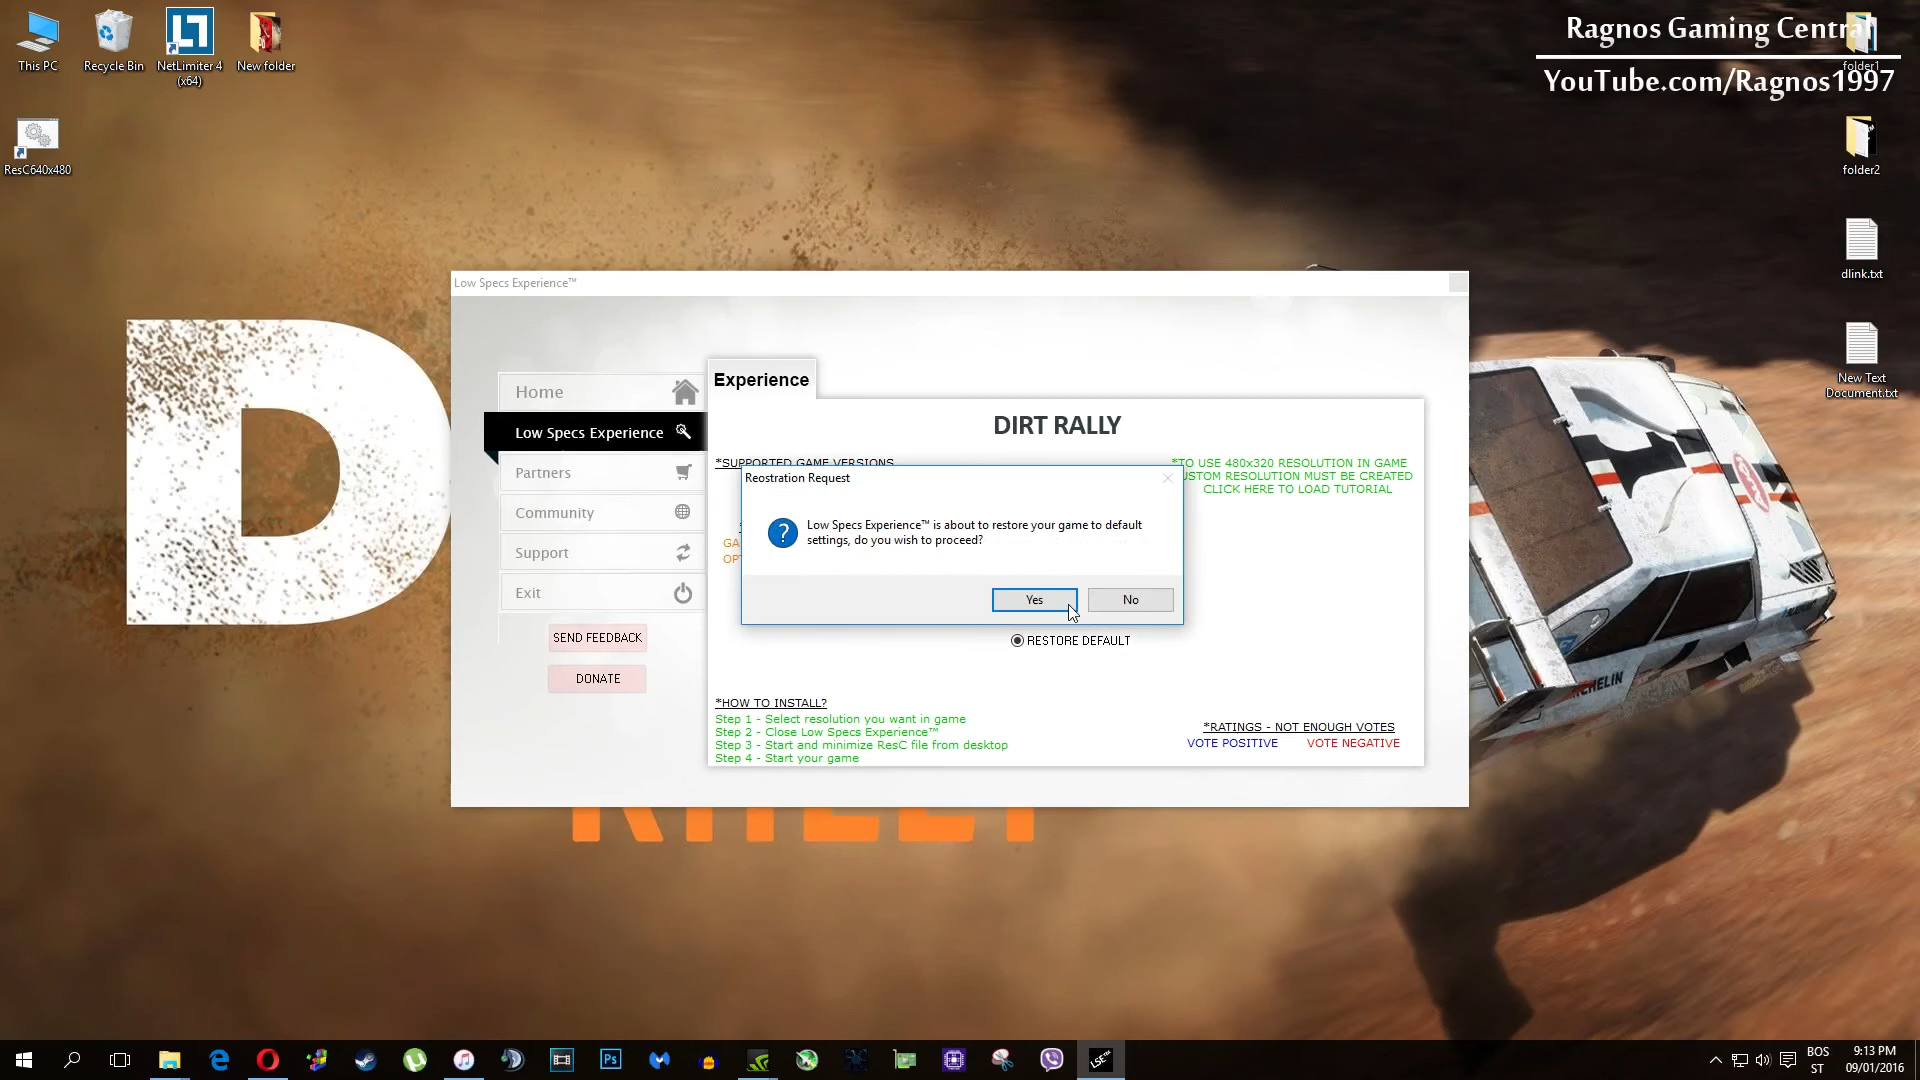 This PC
Recycle Bin
NetLimiter 4
(x64)
New folder
ResC640x480
Ragnos Gaming Central
YouTube.com/Ragnos1997
folder1
folder2
dlink.txt
New Text
Document.txt
D
Low Specs Experience™
Home
Low Specs Experience
Partners
Community
Support
Exit
SEND FEEDBACK
DONATE
Experience
DIRT RALLY
*SUPPORTED GAME VERSIONS
*TO USE 480x320 RESOLUTION IN GAME
USTOM RESOLUTION MUST BE CREATED
CLICK HERE TO LOAD TUTORIAL
GA
OPT
Reostration Request
Low Specs Experience™ is about to restore your game to default
settings, do you wish to proceed?
Yes
No
RESTORE DEFAULT
*HOW TO INSTALL?
Step 1 - Select resolution you want in game
Step 2 - Close Low Specs Experience™
Step 3 - Start and minimize ResC file from desktop
Step 4 - Start your game
*RATINGS - NOT ENOUGH VOTES
VOTE POSITIVE
VOTE NEGATIVE
Ps
LSE™
BOS
ST
9:13 PM
09/01/2016